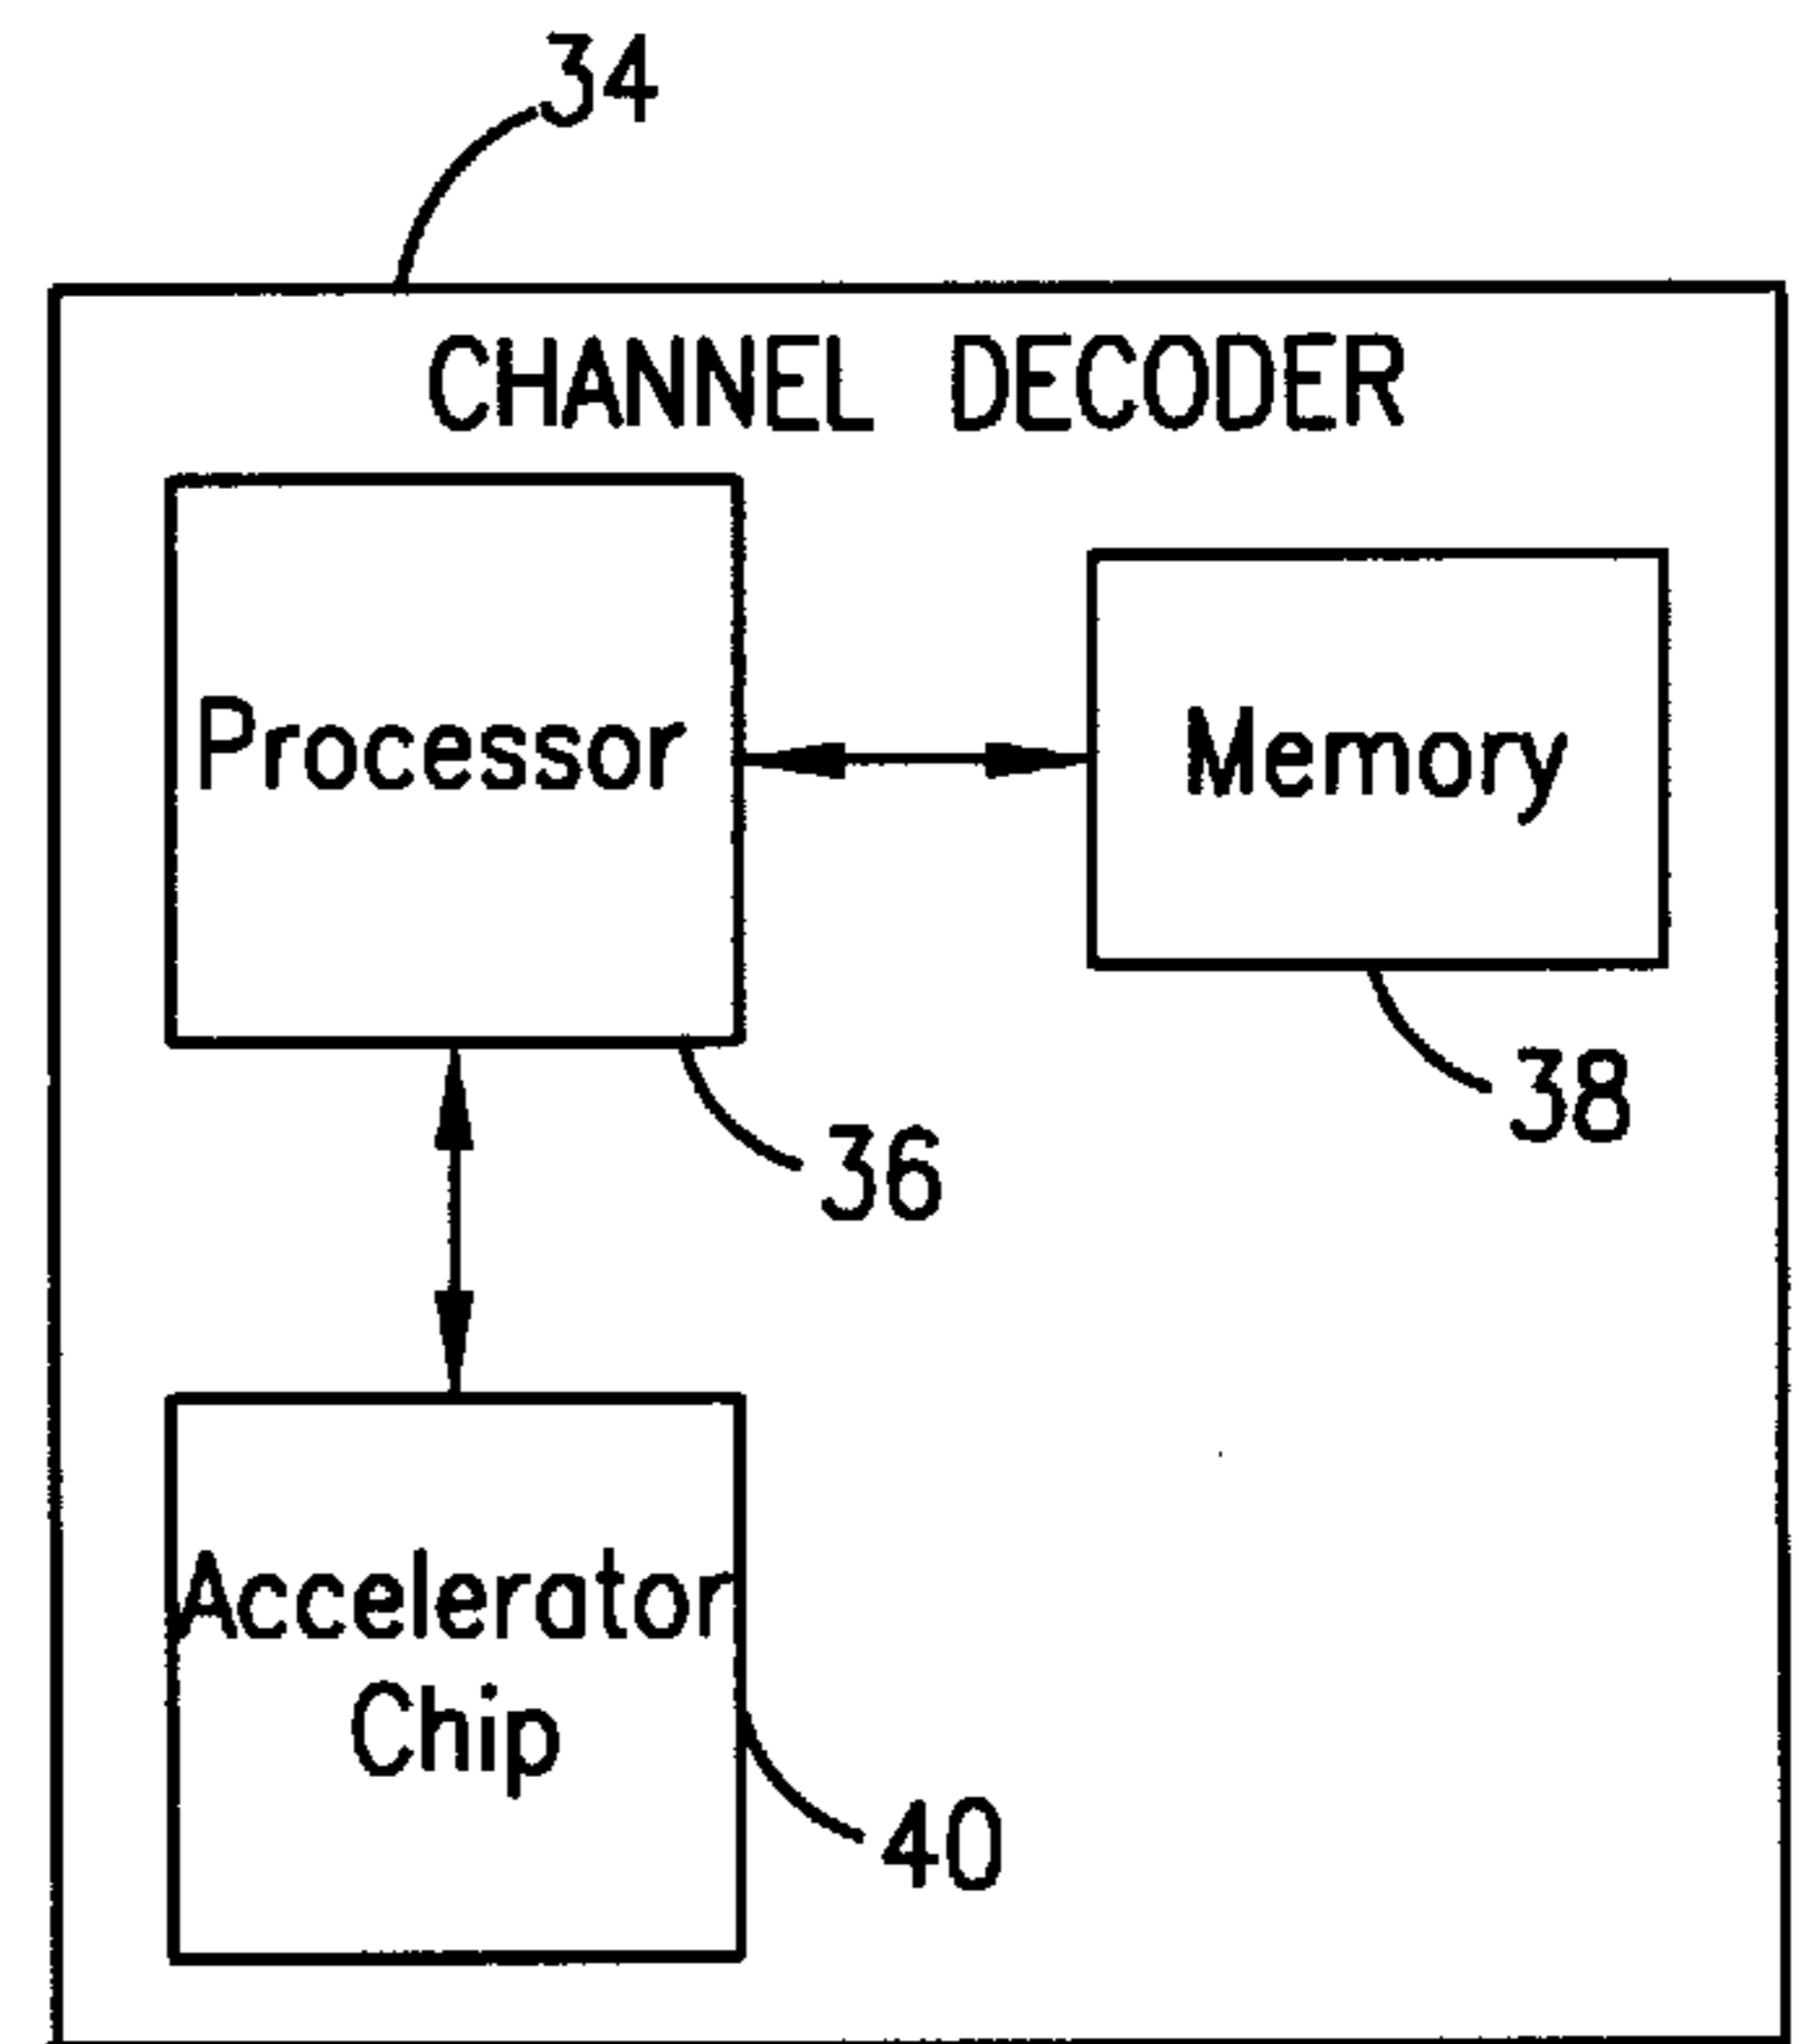 34
CHANNEL DECODER
Processor
Memory
38
36
Accelerator
Chip
40